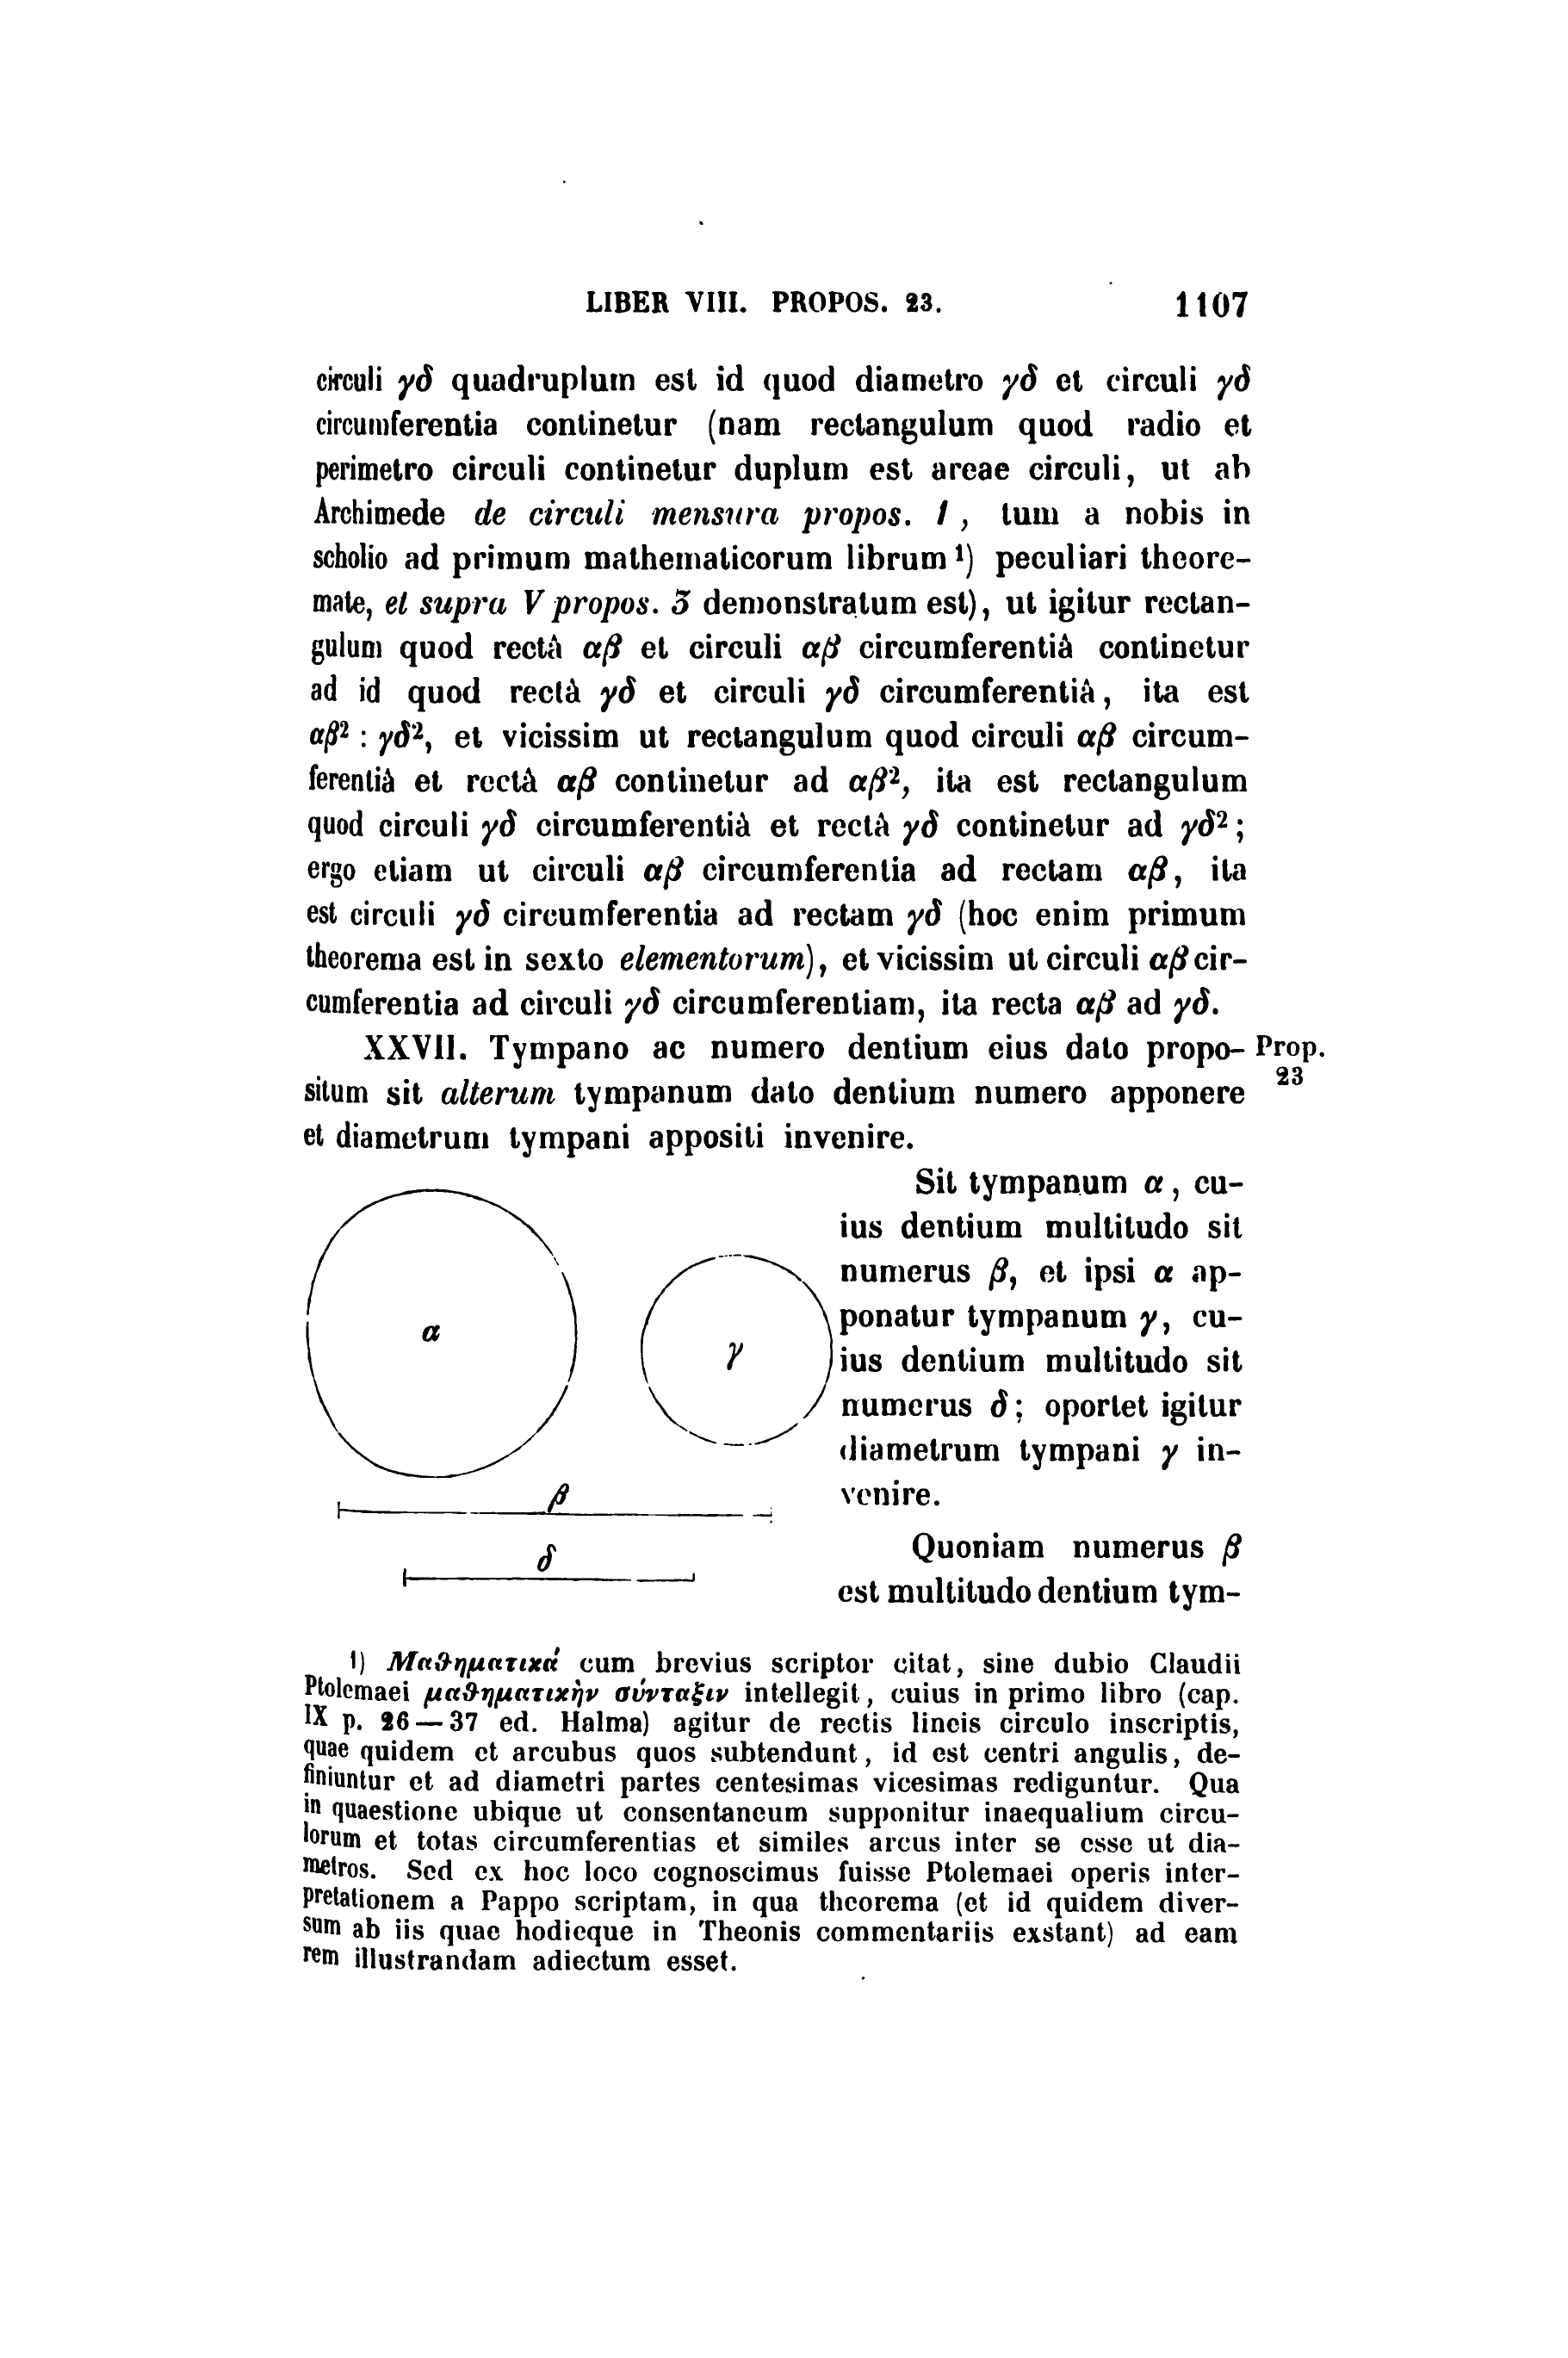 LIBER VIII. PROPOS. 23. 1107
circuli γδ quadruplum est id quod diametro γδ et circuli γδ
circumferentia continetur (nam rectangulum quod radio et
perimetro circuli continetur duplum est areae circuli, ut ab
Archimede de circuli mensura propos. 1, tum a nobis in
scholio ad primum mathematicorum librum ¹) peculiari theore-
mate, et supra V propos. 3 demonstratum est), ut igitur rectan-
gulum quod rectâ αβ et circuli αβ circumferentiâ continetur
ad id quod rectâ γδ et circuli γδ circumferentiâ, ita est
αβ² : γδ², et vicissim ut rectangulum quod circuli αβ circum-
ferentiâ et rectâ αβ continetur ad αβ², ita est rectangulum
quod circuli γδ circumferentiâ et rectâ γδ continetur ad γδ²;
ergo etiam ut circuli αβ circumferentia ad rectam αβ, ita
est circuli γδ circumferentia ad rectam γδ (hoc enim primum
theorema est in sexto elementorum), et vicissim ut circuli αβ cir-
cumferentia ad circuli γδ circumferentiam, ita recta αβ ad γδ.
XXVII. Tympano ac numero dentium eius dato propo- Prop.
23
situm sit alterum tympanum dato dentium numero apponere
et diametrum tympani appositi invenire.
Sit tympanum α, cu-
ius dentium multitudo sit
numerus β, et ipsi α ap-
ponatur tympanum γ, cu-
ius dentium multitudo sit
numerus δ; oportet igitur
diametrum tympani γ in-
venire.
α
γ
β
δ
Quoniam numerus β
est multitudo dentium tym-
1) Μαθηματικά cum brevius scriptor citat, sine dubio Claudii
Ptolemaei μαθηματικὴν σύνταξιν intellegit, cuius in primo libro (cap.
IX p. 26—37 ed. Halma) agitur de rectis lineis circulo inscriptis,
quae quidem et arcubus quos subtendunt, id est centri angulis, de-
finiuntur et ad diametri partes centesimas vicesimas rediguntur. Qua
in quaestione ubique ut consentaneum supponitur inaequalium circu-
lorum et totas circumferentias et similes arcus inter se esse ut dia-
metros. Sed ex hoc loco cognoscimus fuisse Ptolemaei operis inter-
pretationem a Pappo scriptam, in qua theorema (et id quidem diver-
sum ab iis quae hodieque in Theonis commentariis exstant) ad eam
rem illustrandam adiectum esset.